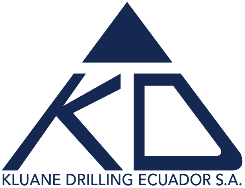 KD
KLUANE DRILLING ECUADOR S.A.